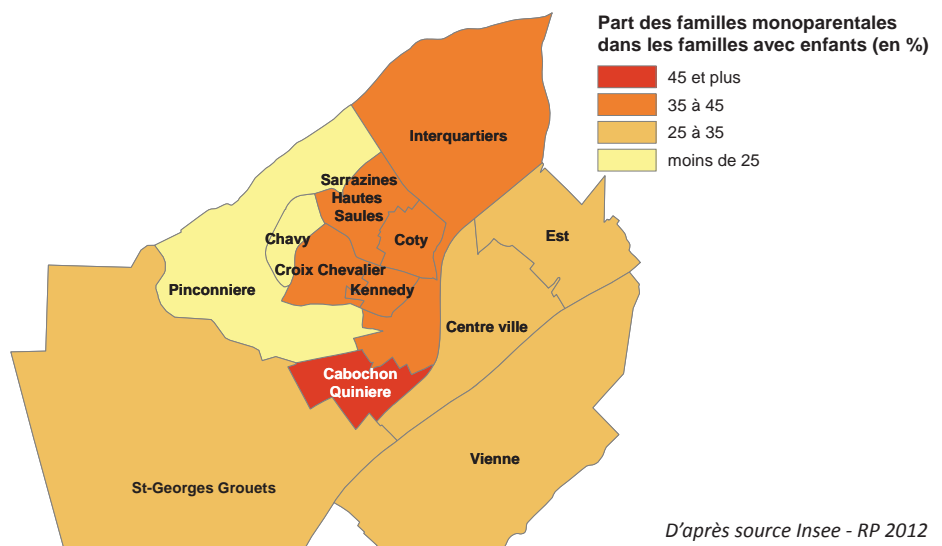 Part des familles monoparentales
dans les familles avec enfants (en %)
45 et plus
35 à 45
25 à 35
moins de 25
Interquartiers
Sarrazines
Hautes
Saules
Chavy
Coty
Est
Croix Chevalier
Pinconniere
Kennedy
Centre ville
Cabochon
Quiniere
Vienne
St-Georges Grouets
D'après source Insee - RP 2012